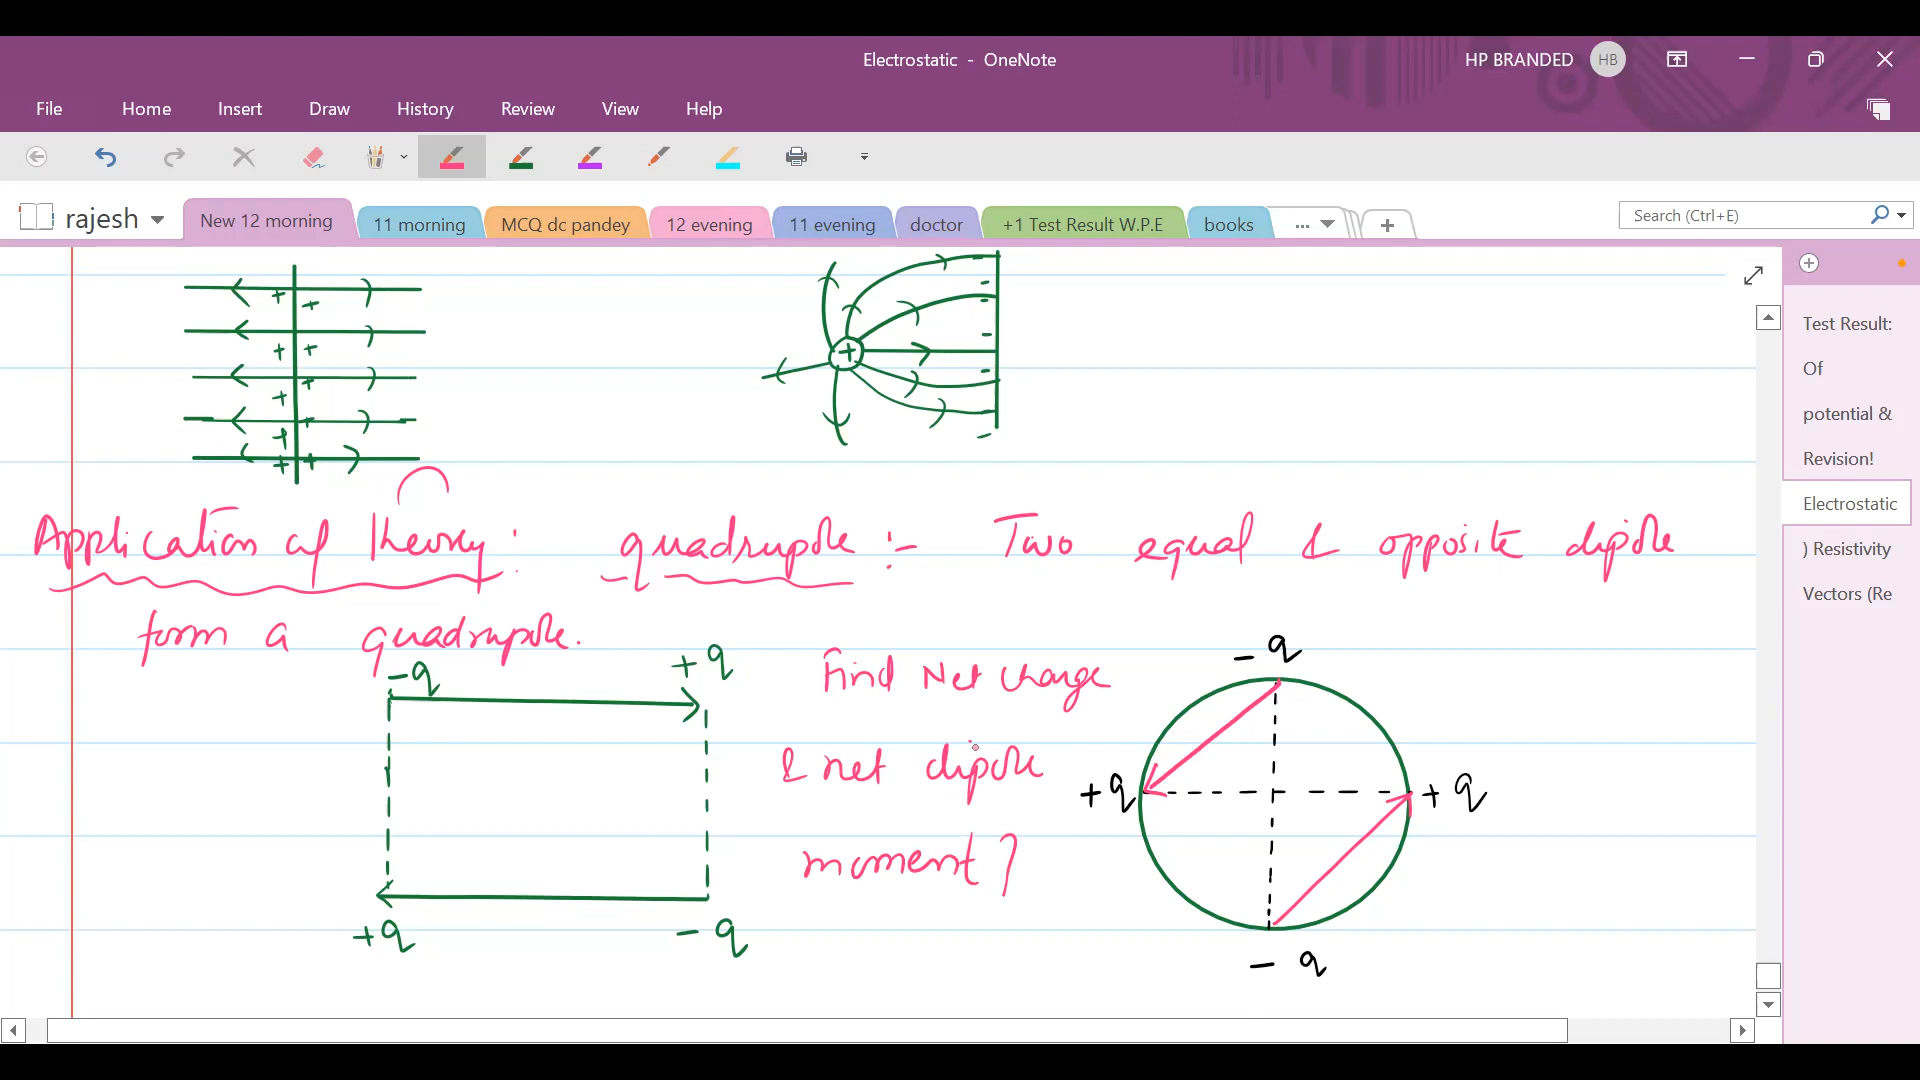 Electrostatic - OneNote
HP BRANDED HB
File Home Insert Draw History Review View Help
rajesh New 12 morning 11 morning MCQ dc pandey 12 evening 11 evening doctor +1 Test Result W.P.E books ... +
Search (Ctrl+E)
Test Result:
Of
potential &
Revision!
Electrostatic
) Resistivity
Vectors (Re
Application of theory: quadrupole :- Two equal & opposite dipole
form a quadrupole.
-q +q
+q -q
Find Net charge
& net dipole
moment ?
-q
+q +q
-q